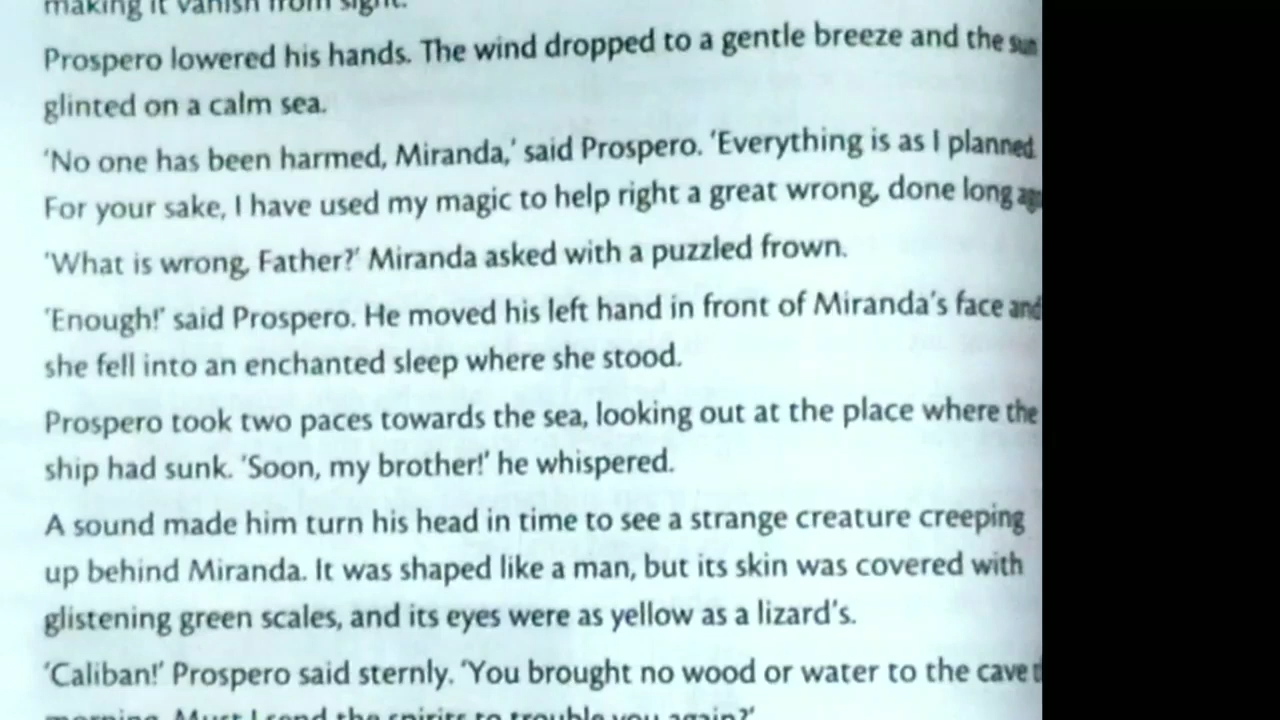 making it vanish from sight.
Prospero lowered his hands. The wind dropped to a gentle breeze and the sun
glinted on a calm sea.
‘No one has been harmed, Miranda,’ said Prospero. ‘Everything is as I planned.
For your sake, I have used my magic to help right a great wrong, done long
‘What is wrong, Father?’ Miranda asked with a puzzled frown.
‘Enough!’ said Prospero. He moved his left hand in front of Miranda’s face and
she fell into an enchanted sleep where she stood.
Prospero took two paces towards the sea, looking out at the place where the
ship had sunk. ‘Soon, my brother!’ he whispered.
A sound made him turn his head in time to see a strange creature creeping
up behind Miranda. It was shaped like a man, but its skin was covered with
glistening green scales, and its eyes were as yellow as a lizard’s.
‘Caliban!’ Prospero said sternly. ‘You brought no wood or water to the cave
morning. Must I send the spirits to trouble you again?’